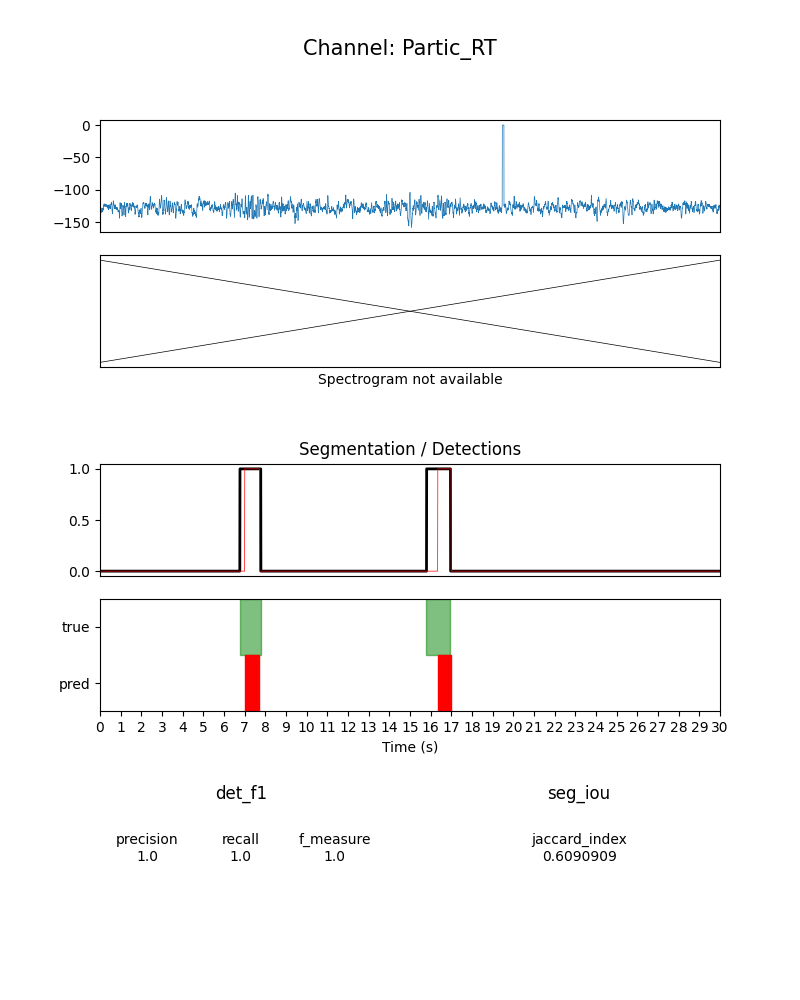 Channel: Partic_RT
0
−50
−100
−150
Spectrogram not available
Segmentation / Detections
1.0
0.5
0.0
true
pred
0 1 2 3 4 5 6 7 8 9 10 11 12 13 14 15 16 17 18 19 20 21 22 23 24 25 26 27 28 29 30
Time (s)
det_f1 seg_iou
precision recall f_measure jaccard_index
1.0 1.0 1.0 0.6090909